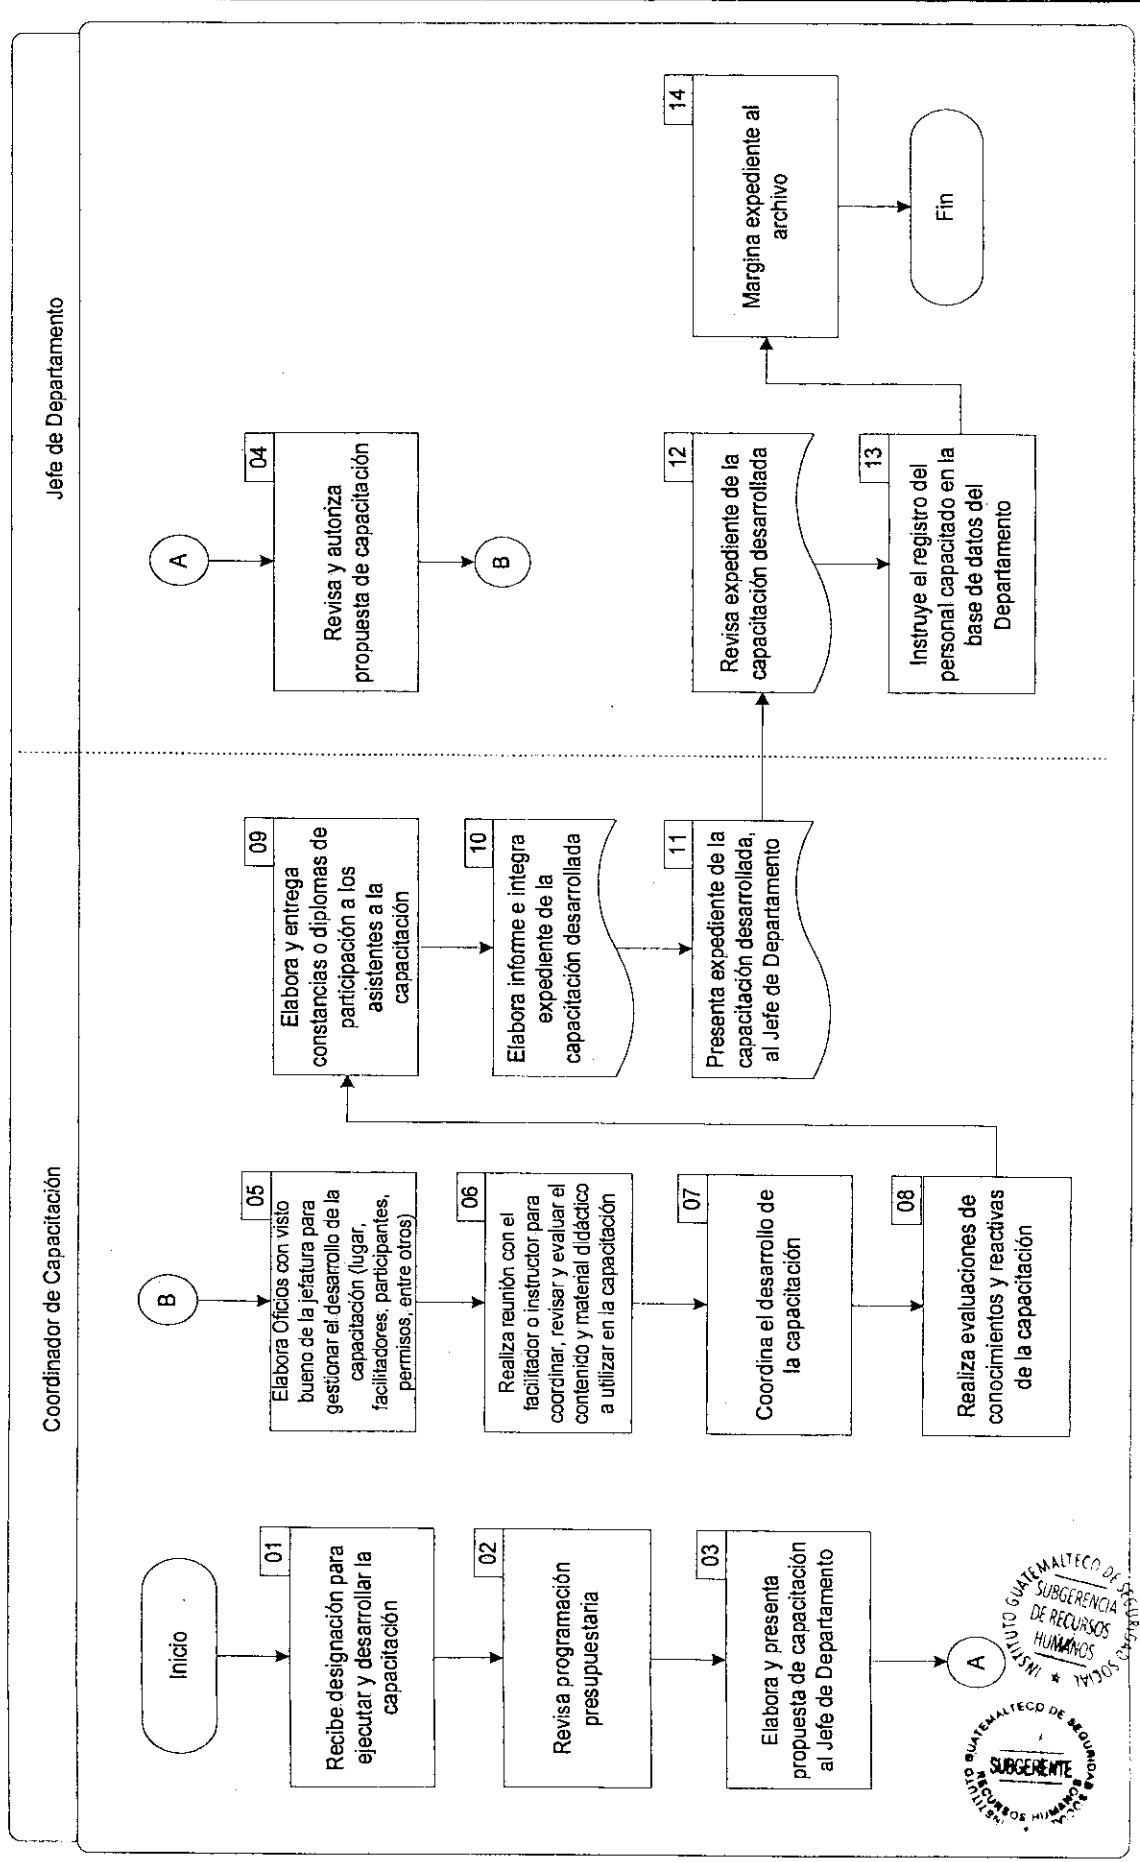 Coordinador de Capacitación
Jefe de Departamento
Inicio
01
Recibe designación para
ejecutar y desarrollar la
capacitación
02
Revisa programación
presupuestaria
03
Elabora y presenta
propuesta de capacitación
al Jefe de Departamento
A
A
04
Revisa y autoriza
propuesta de capacitación
B
B
05
Elabora Oficios con visto
bueno de la jefatura para
gestionar el desarrollo de la
capacitación (lugar,
facilitadores, participantes,
permisos, entre otros)
06
Realiza reunión con el
facilitador o instructor para
coordinar, revisar y evaluar el
contenido y material didáctico
a utilizar en la capacitación
07
Coordina el desarrollo de
la capacitación
08
Realiza evaluaciones de
conocimientos y reactivas
de la capacitación
09
Elabora y entrega
constancias o diplomas de
participación a los
asistentes a la
capacitación
10
Elabora informe e integra
expediente de la
capacitación desarrollada
11
Presenta expediente de la
capacitación desarrollada,
al Jefe de Departamento
12
Revisa expediente de la
capacitación desarrollada
13
Instruye el registro del
personal capacitado en la
base de datos del
Departamento
14
Margina expediente al
archivo
Fin
INSTITUTO GUATEMALTECO DE SEGURIDAD SOCIAL
SUBGERENCIA
DE RECURSOS
HUMANOS
INSTITUTO GUATEMALTECO DE SEGURIDAD SOCIAL
SUBGERENTE
RECURSOS HUMANOS